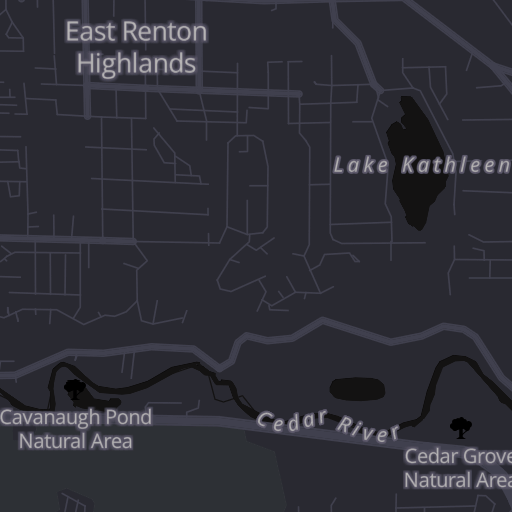 East Renton
Highlands
Lake Kathleen
Cavanaugh Pond
Natural Area
Cedar River
Cedar Grove
Natural Area